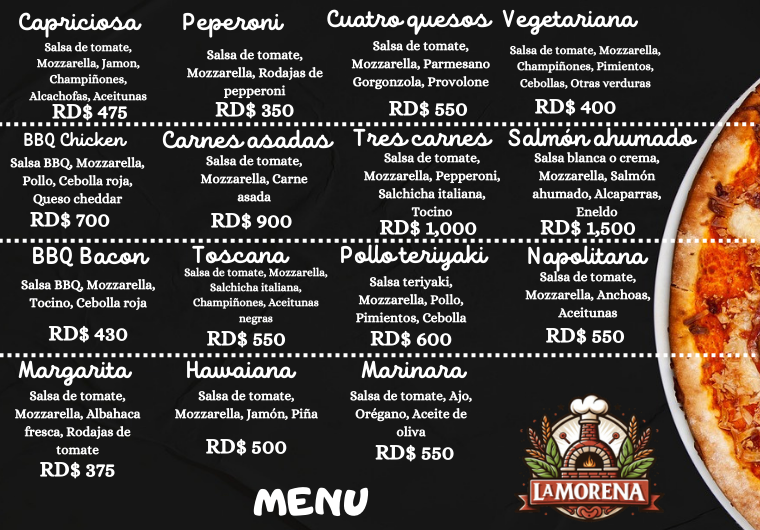 Capriciosa
Salsa de tomate,
Mozzarella, Jamon,
Champiñones,
Alcachofas, Aceitunas
RD$ 475
Peperoni
Salsa de tomate,
Mozzarella, Rodajas de
pepperoni
RD$ 350
Cuatro quesos
Salsa de tomate,
Mozzarella, Parmesano
Gorgonzola, Provolone
RD$ 550
Vegetariana
Salsa de tomate, Mozzarella,
Champiñones, Pimientos,
Cebollas, Otras verduras
RD$ 400
BBQ Chicken
Salsa BBQ, Mozzarella,
Pollo, Cebolla roja,
Queso cheddar
RD$ 700
Carnes asadas
Salsa de tomate,
Mozzarella, Carne
asada
RD$ 900
Tres carnes
Salsa de tomate,
Mozzarella, Pepperoni,
Salchicha italiana,
Tocino
RD$ 1,000
Salmón ahumado
Salsa blanca o crema,
Mozzarella, Salmón
ahumado, Alcaparras,
Eneldo
RD$ 1,500
BBQ Bacon
Salsa BBQ, Mozzarella,
Tocino, Cebolla roja
RD$ 430
Toscana
Salsa de tomate, Mozzarella,
Salchicha italiana,
Champiñones, Aceitunas
negras
RD$ 550
Pollo teriyaki
Salsa teriyaki,
Mozzarella, Pollo,
Pimientos, Cebolla
RD$ 600
Napolitana
Salsa de tomate,
Mozzarella, Anchoas,
Aceitunas
RD$ 550
Margarita
Salsa de tomate,
Mozzarella, Albahaca
fresca, Rodajas de
tomate
RD$ 375
Hawaiana
Salsa de tomate,
Mozzarella, Jamón, Piña
RD$ 500
Marinara
Salsa de tomate, Ajo,
Orégano, Aceite de
oliva
RD$ 550
LA MORENA
MENU